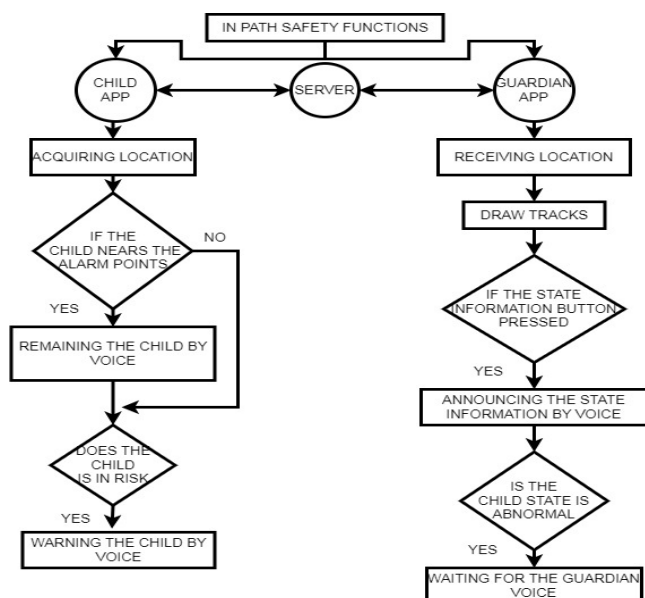 IN PATH SAFETY FUNCTIONS
CHILD
APP
SERVER
GUARDIAN
APP
ACQUIRING LOCATION
IF THE
CHILD NEARS THE
ALARM POINTS
NO
YES
REMAINING THE CHILD BY
VOICE
DOES THE
CHILD
IS IN RISK
YES
WARNING THE CHILD BY
VOICE
RECEIVING LOCATION
DRAW TRACKS
IF THE STATE
INFORMATION BUTTON
PRESSED
YES
ANNOUNCING THE STATE
INFORMATION BY VOICE
IS THE
CHILD STATE IS
ABNORMAL
YES
WAITING FOR THE GUARDIAN
VOICE